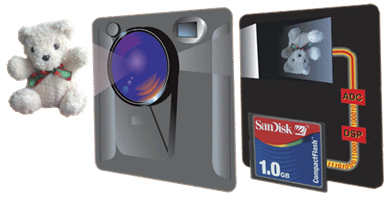 ADC
DSP
SanDisk
1.0GB
CompactFlash